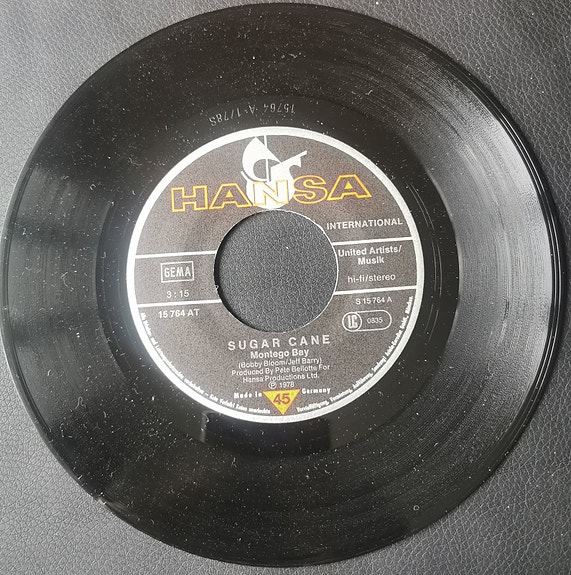 15764 A-1/78S
HANSA
INTERNATIONAL
GEMA
United Artists/
Musik
3:15
hi-fi/stereo
15 764 AT
S 15 764 A
LC 0835
SUGAR CANE
Montego Bay
(Bobby Bloom/Jeff Barry)
Produced By Pete Bellotte For
Hansa Productions Ltd.
℗ 1978
Made in Germany
45